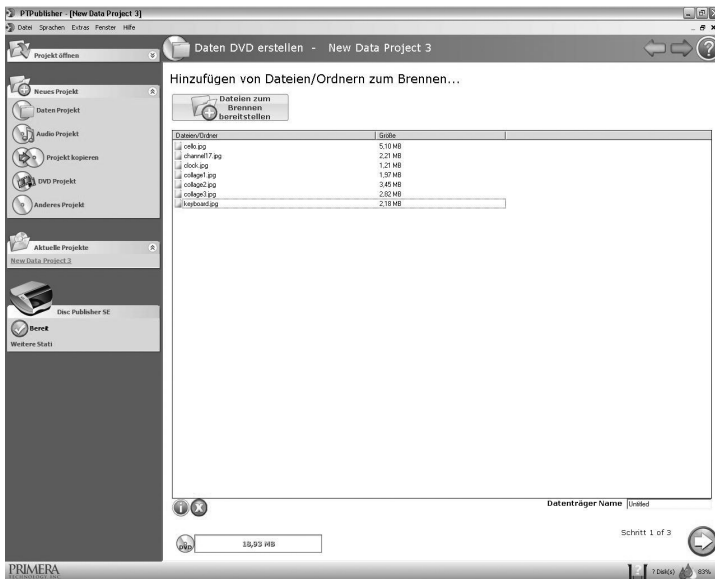 PTPublisher - [New Data Project 3]
Datei Sprachen Extras Fenster Hilfe
Projekt öffnen
Daten DVD erstellen - New Data Project 3
Neues Projekt
Daten Projekt
Audio Projekt
Projekt kopieren
DVD Projekt
Anderes Projekt
Aktuelle Projekte
New Data Project 3
Disc Publisher SE
Bereit
Weitere Stati
Hinzufügen von Dateien/Ordnern zum Brennen...
Dateien zum
Brennen
bereitstellen
Dateien/Ordner Größe
cello.jpg 5,10 MB
channel17.jpg 2,21 MB
clock.jpg 1,21 MB
collage1.jpg 1,97 MB
collage2.jpg 3,45 MB
collage3.jpg 2,82 MB
keyboard.jpg 2,18 MB
Datenträger Name Untitled
DVD 18,93 MB
Schritt 1 of 3
PRIMERA
TECHNOLOGY, INC.
? Disk(s) 83%